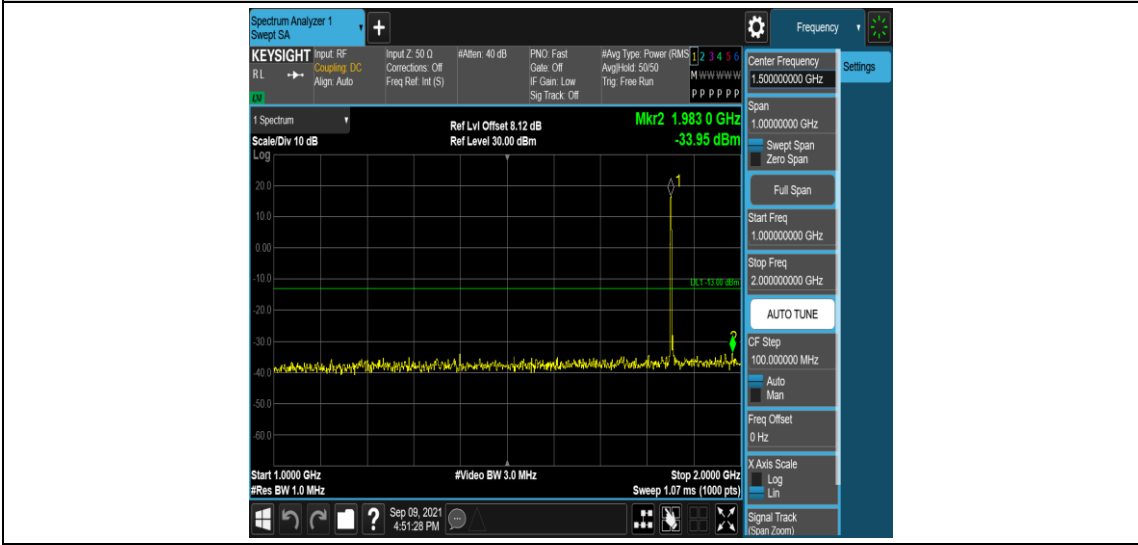 Spectrum Analyzer 1
Swept SA
+
Frequency
KEYSIGHT
RL
LM
Input: RF
Coupling: DC
Align: Auto
Input Z: 50 Ω
Corrections: Off
Freq Ref: Int (S)
#Atten: 40 dB
PNO: Fast
Gate: Off
IF Gain: Low
Sig Track: Off
#Avg Type: Power (RMS
Avg|Hold: 50/50
Trig: Free Run
1 2 3 4 5 6
M W W W W W
P P P P P P
1 Spectrum
Scale/Div 10 dB
Log
Ref Lvl Offset 8.12 dB
Ref Level 30.00 dBm
Mkr2 1.983 0 GHz
-33.95 dBm
20.0
10.0
0.00
-10.0
-20.0
-30.0
-40.0
-50.0
-60.0
1
DL1 -13.00 dBm
2
Start 1.0000 GHz
#Res BW 1.0 MHz
#Video BW 3.0 MHz
Stop 2.0000 GHz
Sweep 1.07 ms (1000 pts)
?
Sep 09, 2021
4:51:28 PM
Center Frequency
1.500000000 GHz
Span
1.00000000 GHz
Swept Span
Zero Span
Full Span
Start Freq
1.000000000 GHz
Stop Freq
2.000000000 GHz
AUTO TUNE
CF Step
100.000000 MHz
Auto
Man
Freq Offset
0 Hz
X Axis Scale
Log
Lin
Signal Track
(Span Zoom)
Settings